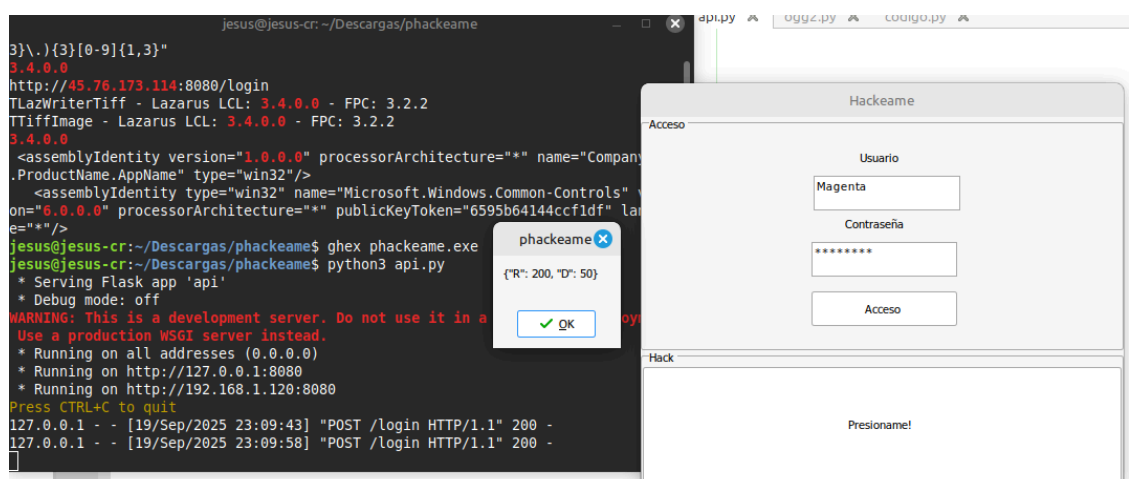 jesus@jesus-cr: ~/Descargas/phackeame
3}\.){3}[0-9]{1,3}"
3.4.0.0
http://45.76.173.114:8080/login
TLazWriterTiff - Lazarus LCL: 3.4.0.0 - FPC: 3.2.2
TTiffImage - Lazarus LCL: 3.4.0.0 - FPC: 3.2.2
3.4.0.0
<assemblyIdentity version="1.0.0.0" processorArchitecture="*" name="Company
.ProductName.AppName" type="win32"/>
<assemblyIdentity type="win32" name="Microsoft.Windows.Common-Controls"
on="6.0.0.0" processorArchitecture="*" publicKeyToken="6595b64144ccf1df" la
e="*"/>
jesus@jesus-cr:~/Descargas/phackeame$ ghex phackeame.exe
jesus@jesus-cr:~/Descargas/phackeame$ python3 api.py
* Serving Flask app 'api'
* Debug mode: off
WARNING: This is a development server. Do not use it in a
Use a production WSGI server instead.
* Running on all addresses (0.0.0.0)
* Running on http://127.0.0.1:8080
* Running on http://192.168.1.120:8080
Press CTRL+C to quit
127.0.0.1 - - [19/Sep/2025 23:09:43] "POST /login HTTP/1.1" 200 -
127.0.0.1 - - [19/Sep/2025 23:09:58] "POST /login HTTP/1.1" 200 -
phackeame
{"R": 200, "D": 50}
OK
api.py
ogg2.py
codigo.py
Hackeame
Acceso
Usuario
Magenta
Contraseña
********
Acceso
Hack
Presioname!